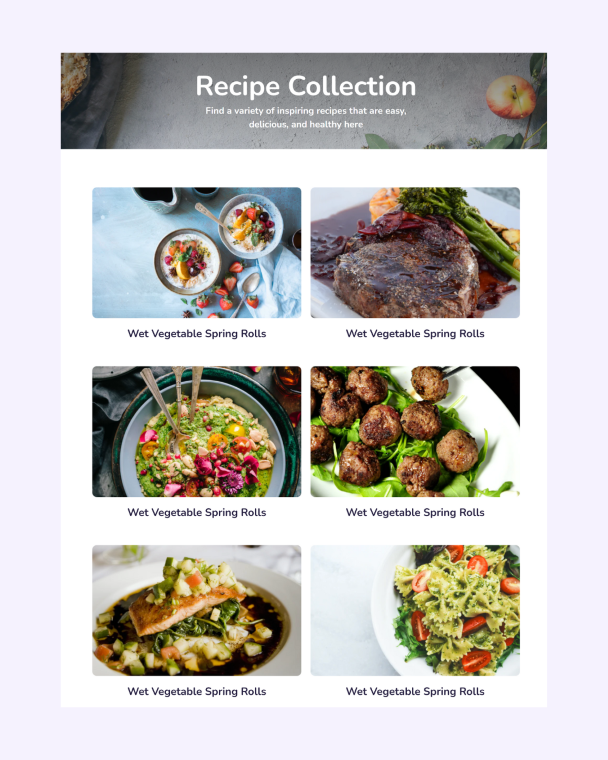 Recipe Collection
Find a variety of inspiring recipes that are easy,
delicious, and healthy here
Wet Vegetable Spring Rolls
Wet Vegetable Spring Rolls
Wet Vegetable Spring Rolls
Wet Vegetable Spring Rolls
Wet Vegetable Spring Rolls
Wet Vegetable Spring Rolls